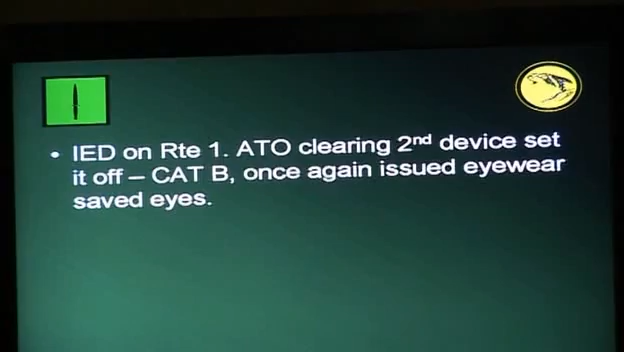 • IED on Rte 1. ATO clearing 2nd device set
it off – CAT B, once again issued eyewear
saved eyes.